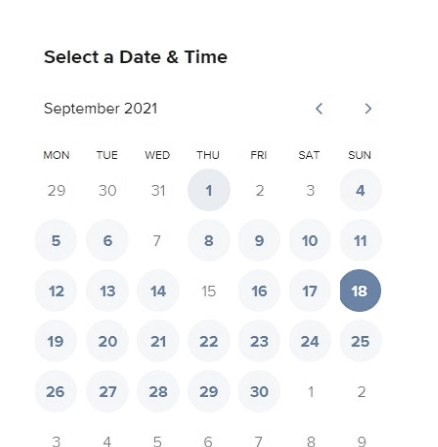 Select a Date & Time
September 2021
MON TUE WED THU FRI SAT SUN
29 30 31 1 2 3 4
5 6 7 8 9 10 11
12 13 14 15 16 17 18
19 20 21 22 23 24 25
26 27 28 29 30 1 2
3 4 5 6 7 8 9